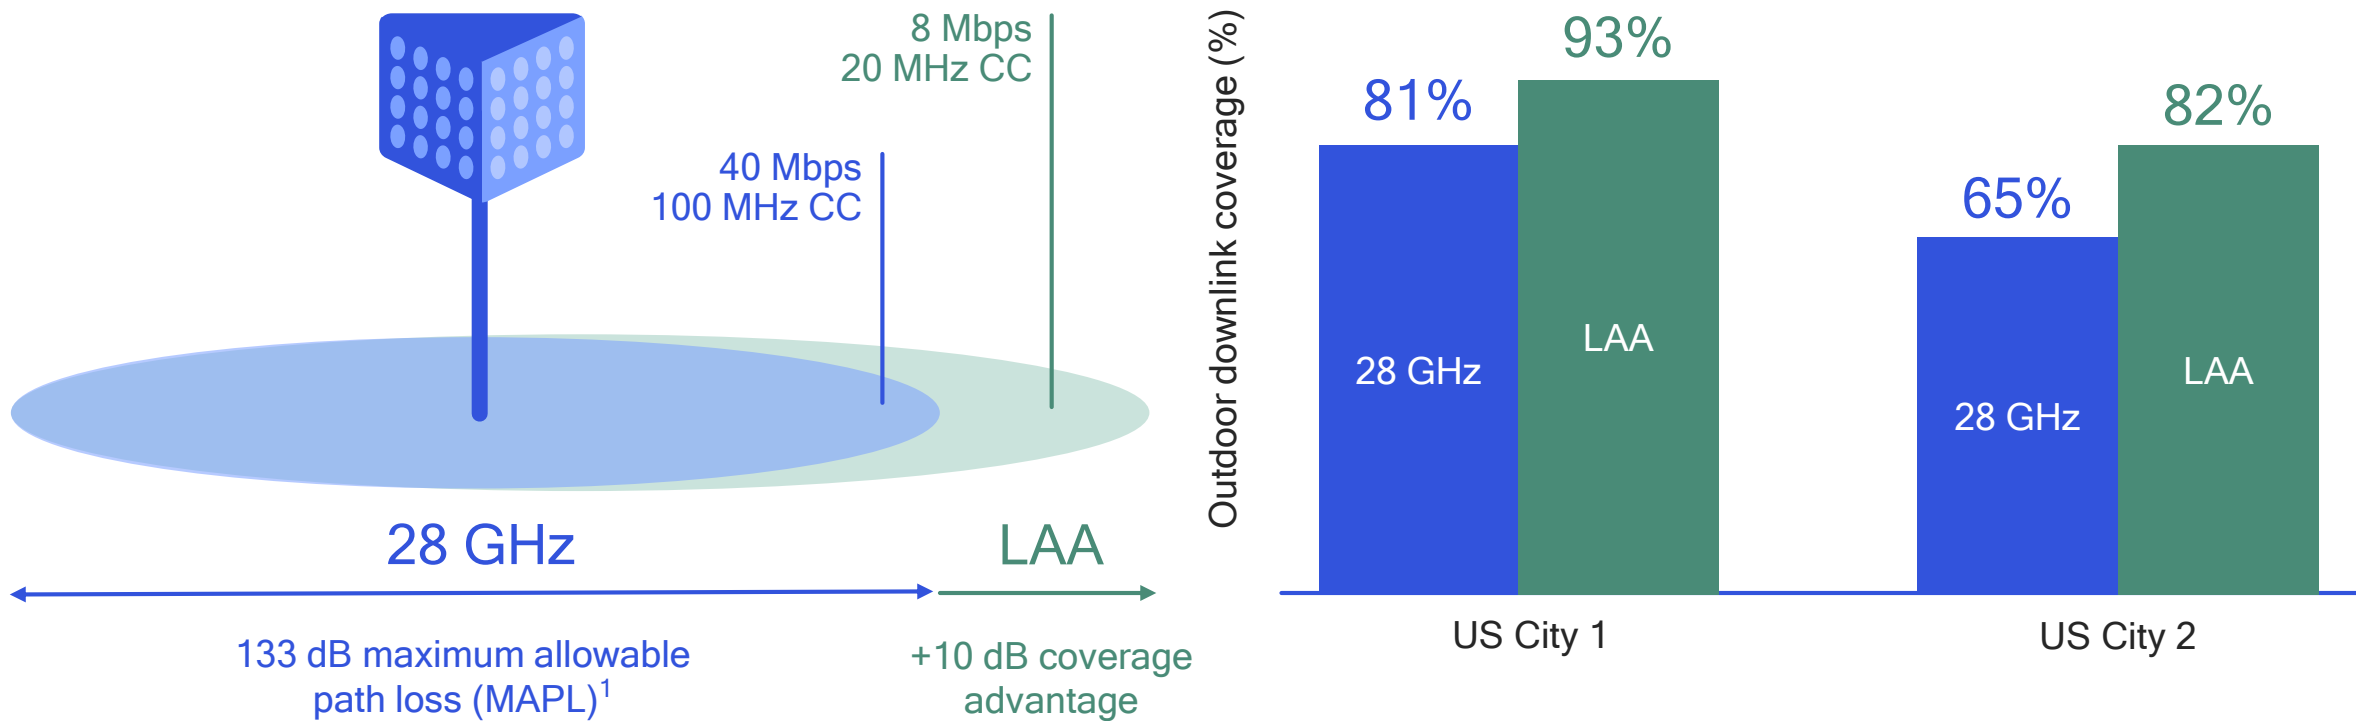 8 Mbps
20 MHz CC
40 Mbps
100 MHz CC
28 GHz
LAA
133 dB maximum allowable
path loss (MAPL)1
+10 dB coverage
advantage
Outdoor downlink coverage (%)
81%
93%
28 GHz
LAA
US City 1
65%
82%
28 GHz
LAA
US City 2